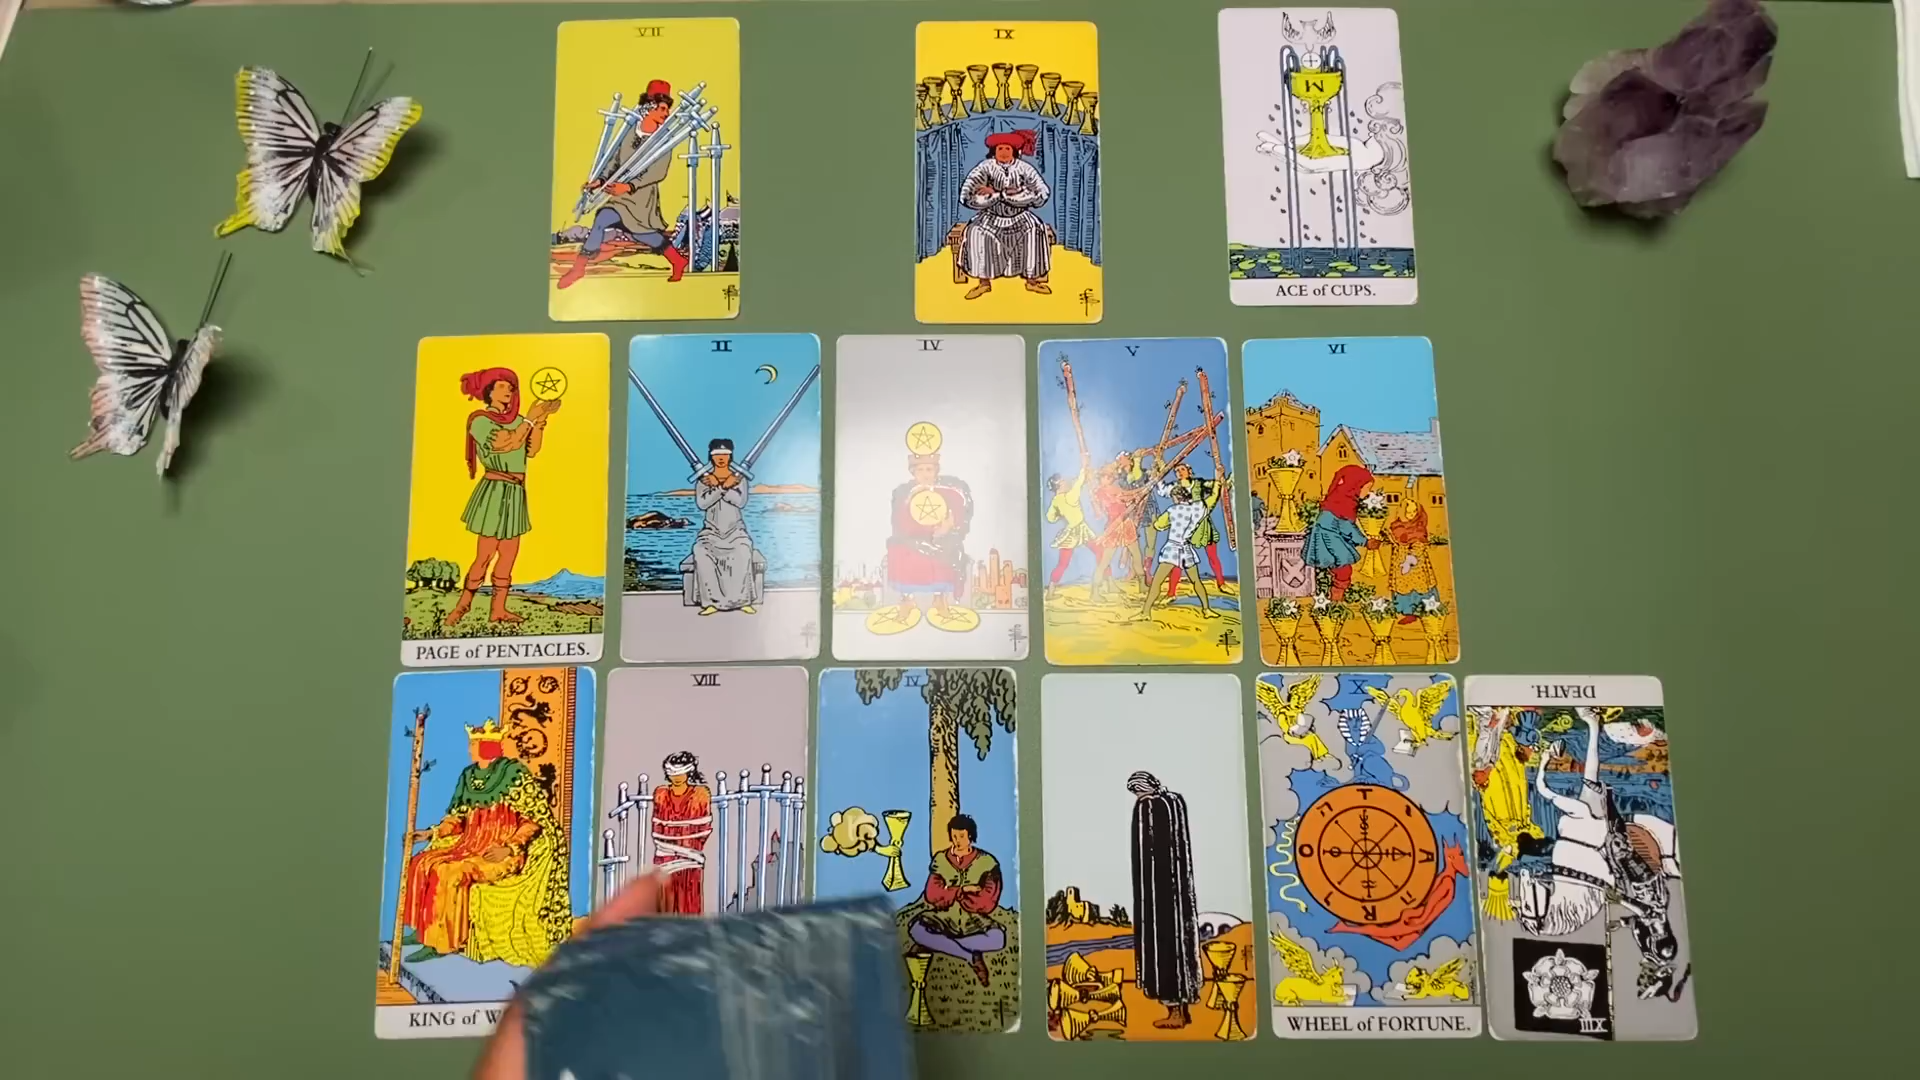 VII
IX
ACE of CUPS.
II
IV
V
VI
PAGE of PENTACLES.
VIII
IV
V
X
DEATH.
KING of W
WHEEL of FORTUNE.
XIII